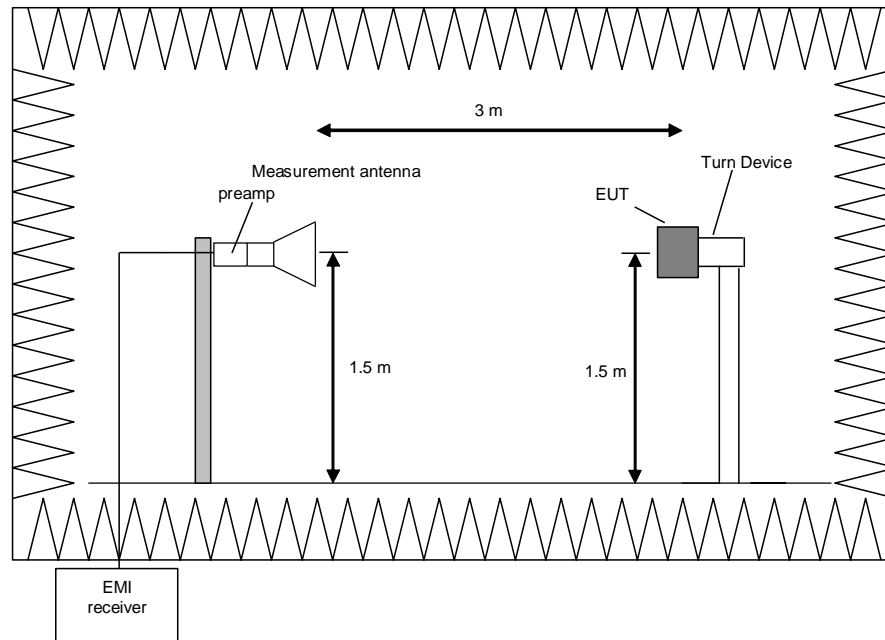 3 m
Measurement antenna
preamp
Turn Device
EUT
1.5 m
1.5 m
EMI
receiver